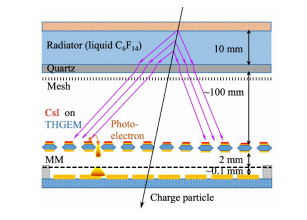 Radiator (liquid C₆F₁₄)
10 mm
Quartz
Mesh
~100 mm
CsI on
THGEM
Photo-
electron
MM
2 mm
~0.1 mm
Charge particle